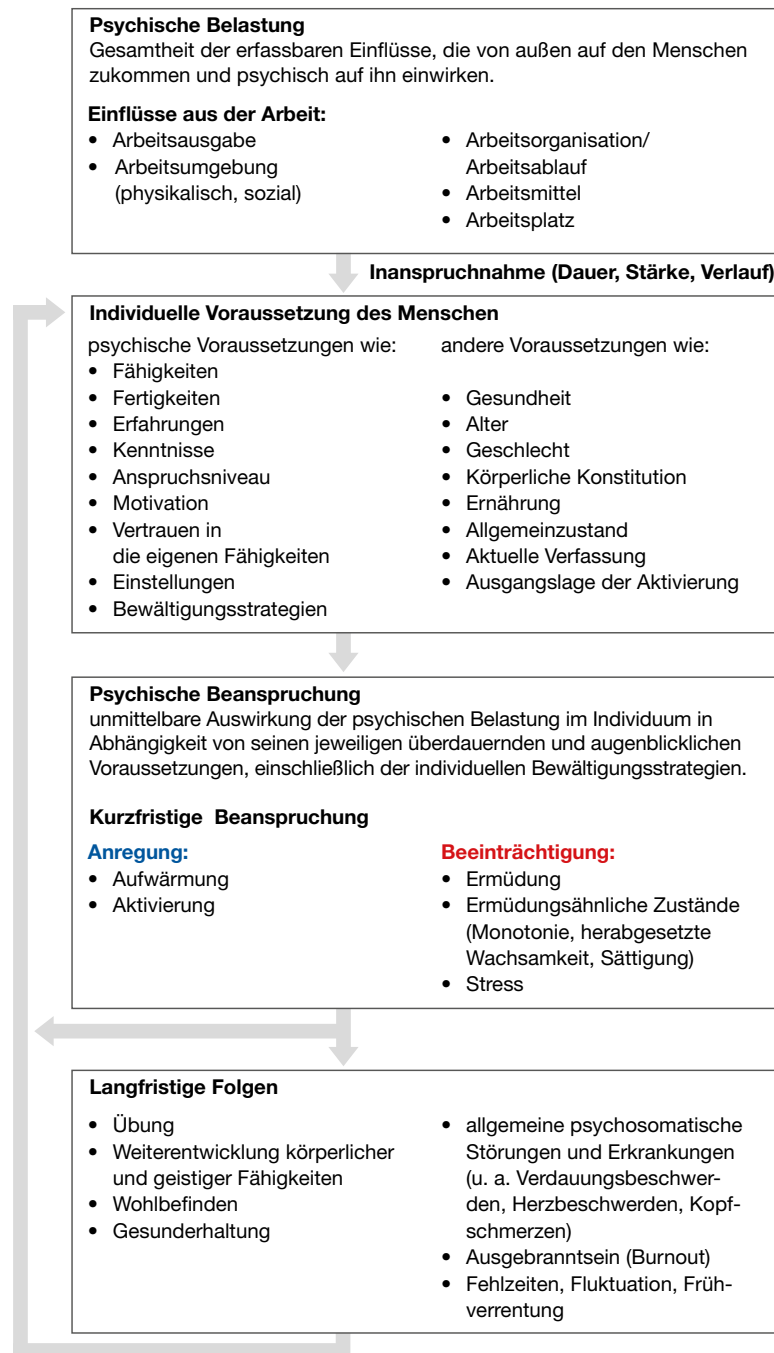 Psychische Belastung
Gesamtheit der erfassbaren Einflüsse, die von außen auf den Menschen
zukommen und psychisch auf ihn einwirken.
Einflüsse aus der Arbeit:
• Arbeitsausgabe
• Arbeitsumgebung
(physikalisch, sozial)
• Arbeitsorganisation/
Arbeitsablauf
• Arbeitsmittel
• Arbeitsplatz
Inanspruchnahme (Dauer, Stärke, Verlauf)
Individuelle Voraussetzung des Menschen
psychische Voraussetzungen wie:
• Fähigkeiten
• Fertigkeiten
• Erfahrungen
• Kenntnisse
• Anspruchsniveau
• Motivation
• Vertrauen in
die eigenen Fähigkeiten
• Einstellungen
• Bewältigungsstrategien
andere Voraussetzungen wie:
• Gesundheit
• Alter
• Geschlecht
• Körperliche Konstitution
• Ernährung
• Allgemeinzustand
• Aktuelle Verfassung
• Ausgangslage der Aktivierung
Psychische Beanspruchung
unmittelbare Auswirkung der psychischen Belastung im Individuum in
Abhängigkeit von seinen jeweiligen überdauernden und augenblicklichen
Voraussetzungen, einschließlich der individuellen Bewältigungsstrategien.
Kurzfristige Beanspruchung
Anregung:
• Aufwärmung
• Aktivierung
Beeinträchtigung:
• Ermüdung
• Ermüdungsähnliche Zustände
(Monotonie, herabgesetzte
Wachsamkeit, Sättigung)
• Stress
Langfristige Folgen
• Übung
• Weiterentwicklung körperlicher
und geistiger Fähigkeiten
• Wohlbefinden
• Gesunderhaltung
• allgemeine psychosomatische
Störungen und Erkrankungen
(u. a. Verdauungsbeschwer-
den, Herzbeschwerden, Kopf-
schmerzen)
• Ausgebranntsein (Burnout)
• Fehlzeiten, Fluktuation, Früh-
verrentung